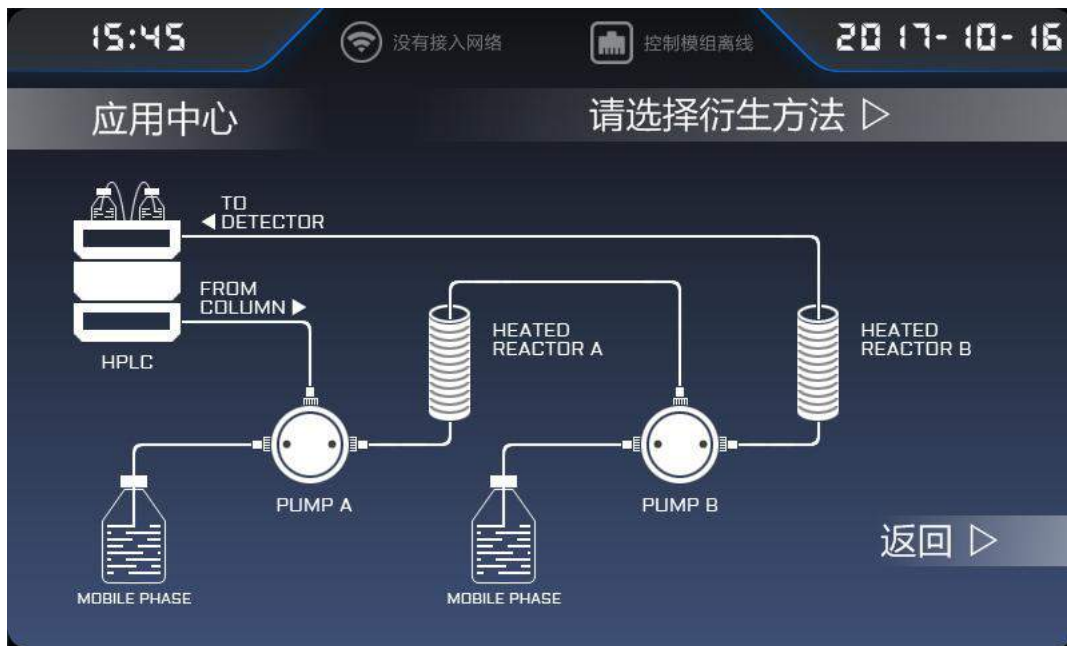 15:45
没有接入网络
控制模组离线
2017-10-16
应用中心
请选择衍生方法 ▷
TO
◀ DETECTOR
FROM
COLUMN ▶
HPLC
HEATED
REACTOR A
HEATED
REACTOR B
PUMP A
PUMP B
MOBILE PHASE
MOBILE PHASE
返回 ▷